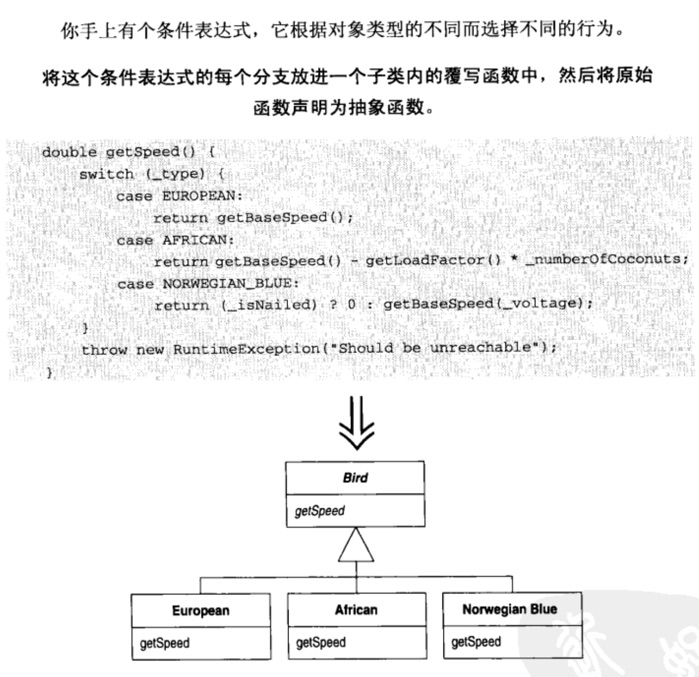 你手上有个条件表达式，它根据对象类型的不同而选择不同的行为。
将这个条件表达式的每个分支放进一个子类内的覆写函数中，然后将原始
函数声明为抽象函数。
double getSpeed() {
switch (_type) {
case EUROPEAN:
return getBaseSpeed();
case AFRICAN:
return getBaseSpeed() - getLoadFactor() * _numberOfCoconuts;
case NORWEGIAN_BLUE:
return (_isNailed) ? 0 : getBaseSpeed(_voltage);
}
throw new RuntimeException("Should be unreachable");
}
Bird
getSpeed
European
African
Norwegian Blue
getSpeed
getSpeed
getSpeed